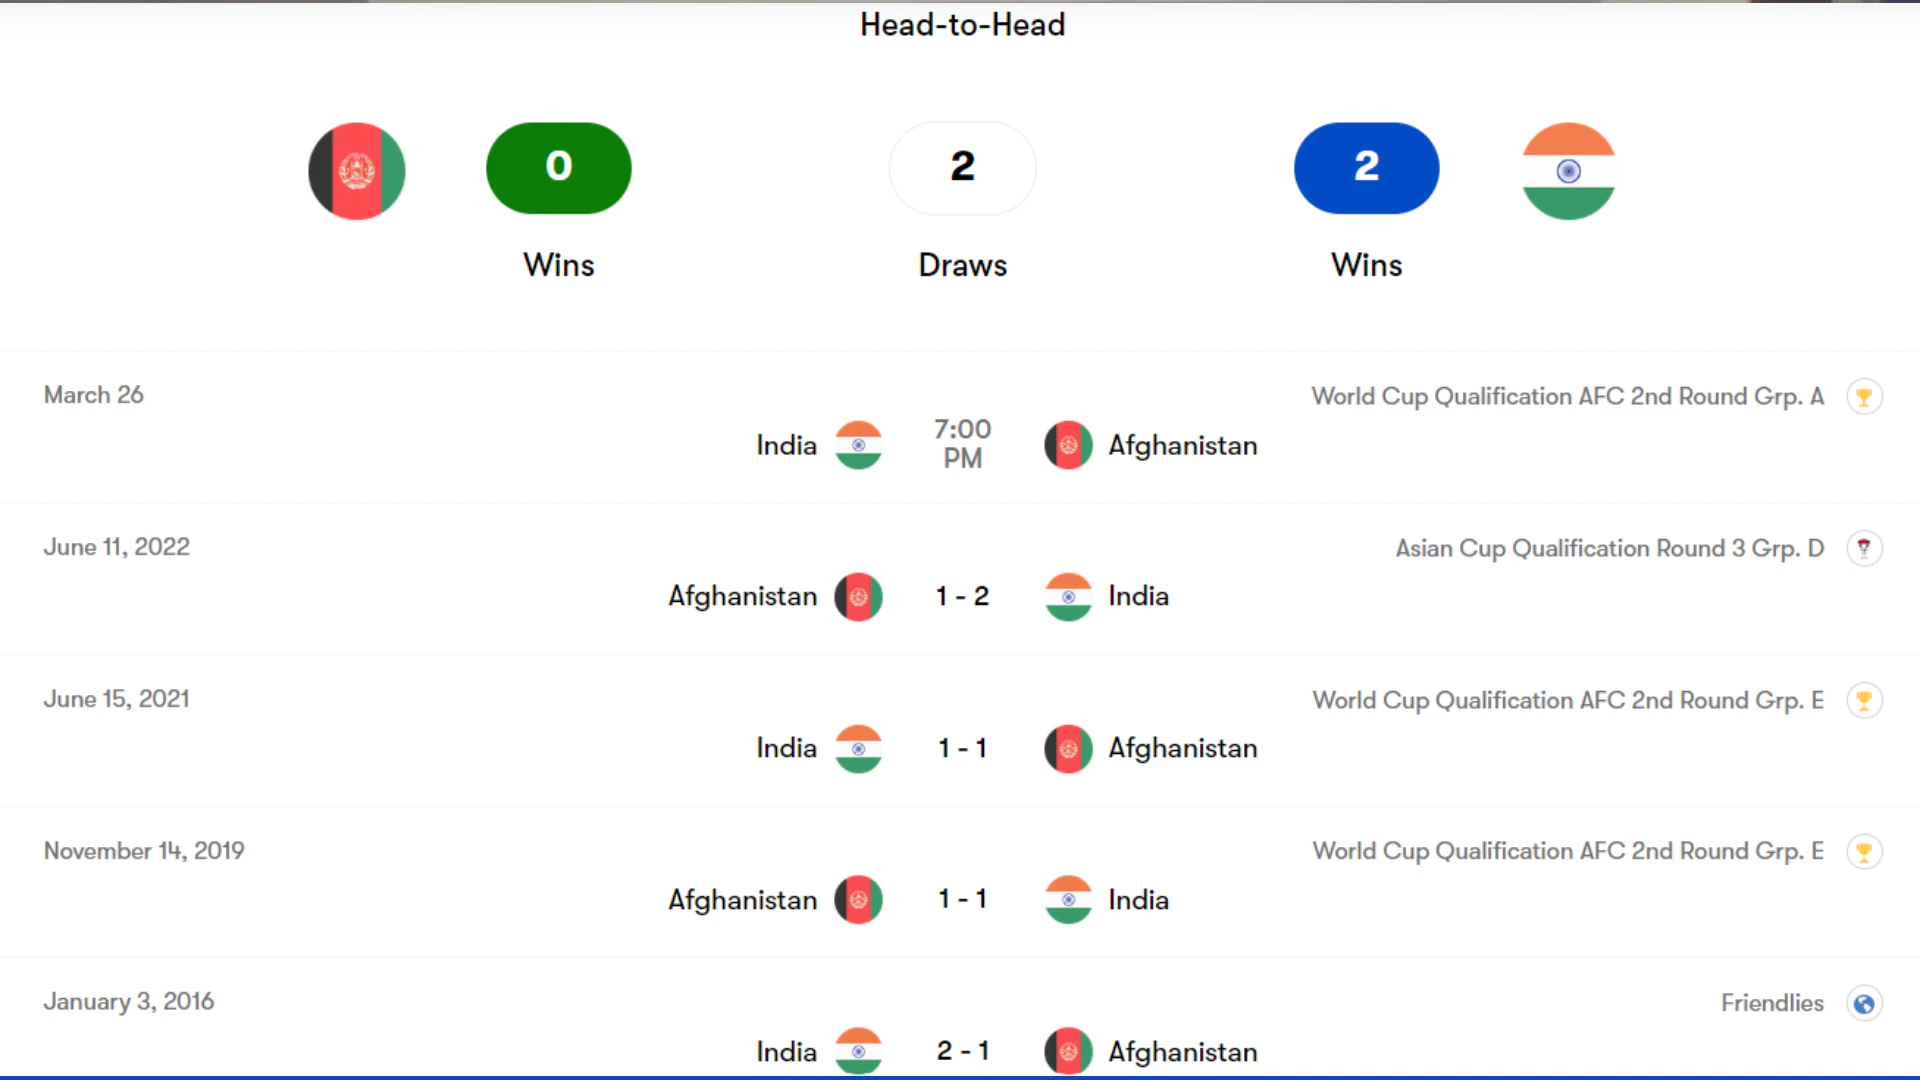 Head-to-Head
0 2 2
Wins Draws Wins
March 26 World Cup Qualification AFC 2nd Round Grp. A
India 7:00 PM Afghanistan
June 11, 2022 Asian Cup Qualification Round 3 Grp. D
Afghanistan 1 - 2 India
June 15, 2021 World Cup Qualification AFC 2nd Round Grp. E
India 1 - 1 Afghanistan
November 14, 2019 World Cup Qualification AFC 2nd Round Grp. E
Afghanistan 1 - 1 India
January 3, 2016 Friendlies
India 2 - 1 Afghanistan